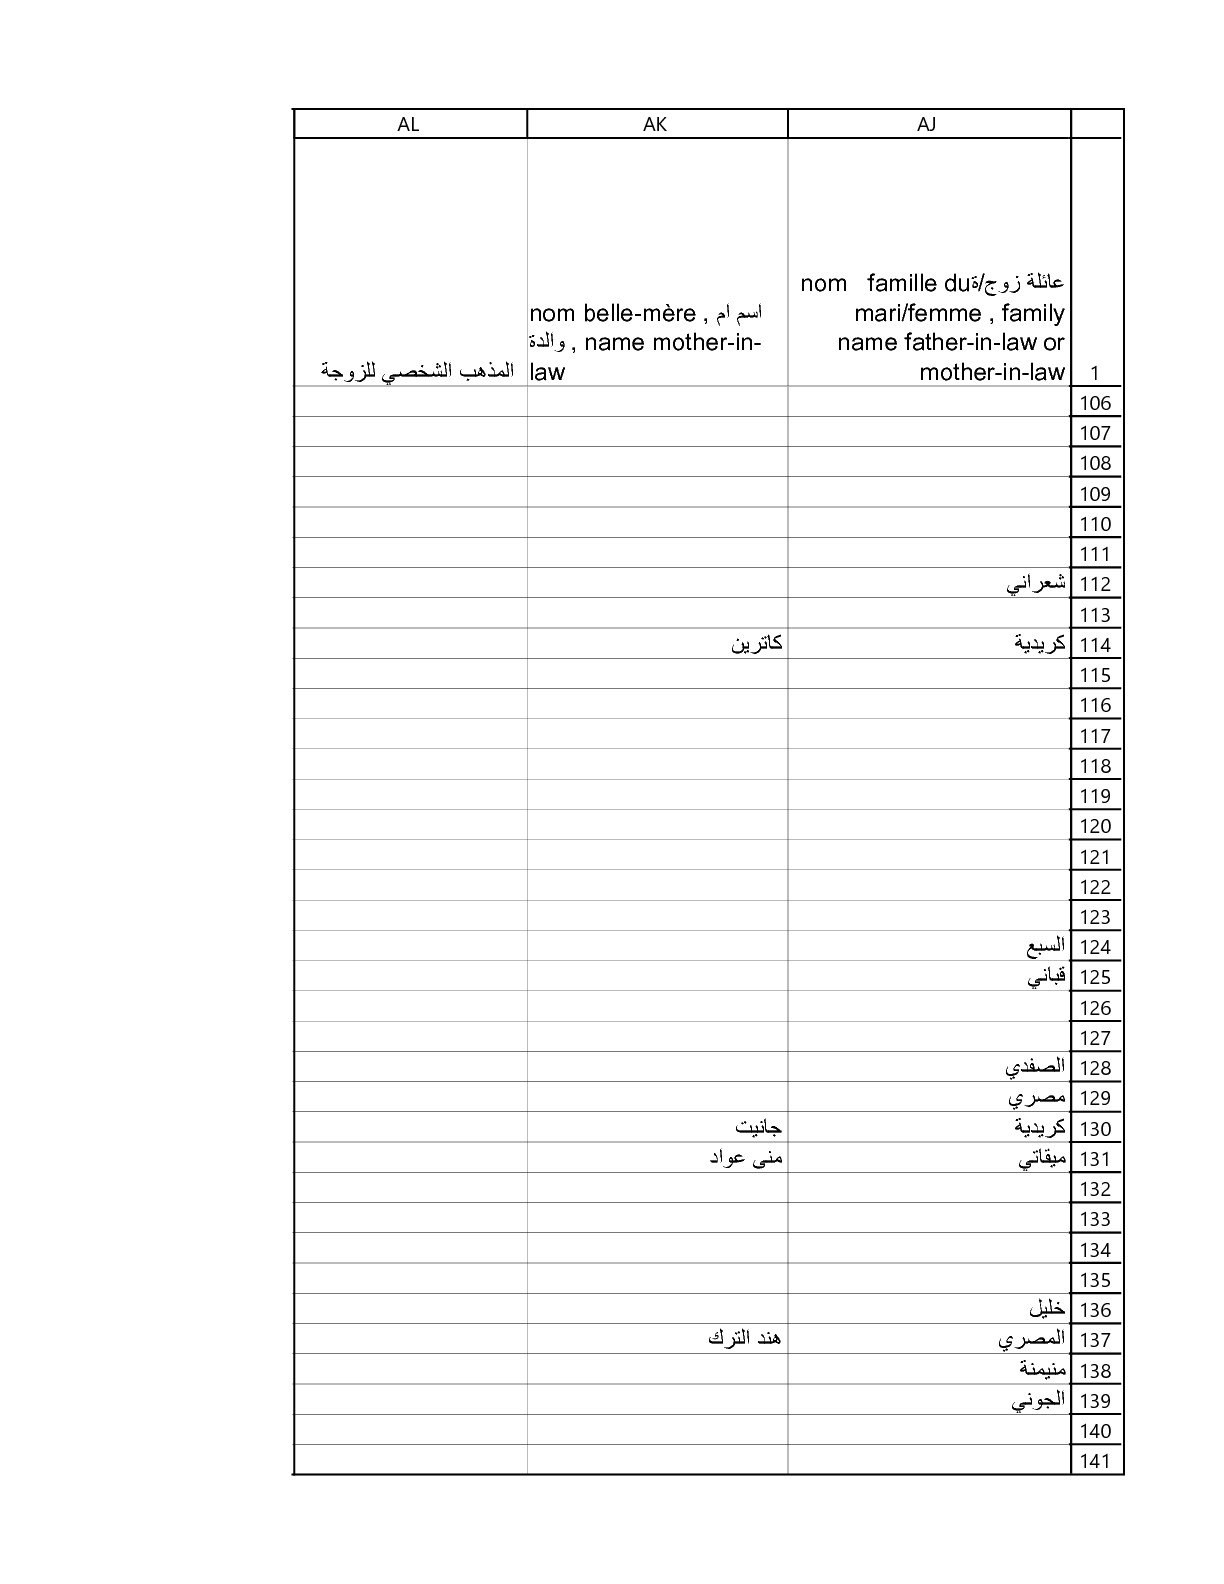 AJ AK AL
عائلة زوج/ةnom famille du
mari/femme , family
name father-in-law or
mother-in-law
nom belle-mère , اسم ام
والدة , name mother-in-
law
المذهب الشخصي للزوجة
1
106
107
108
109
110
111
112 شعراني
113
114 كريدية كاترين
115
116
117
118
119
120
121
122
123
124 السبع
125 قباني
126
127
128 الصفدي
129 مصري
130 كريدية جانيت
131 ميقاتي منى عواد
132
133
134
135
136 خليل
137 المصري هند الترك
138 منيمنة
139 الجوني
140
141